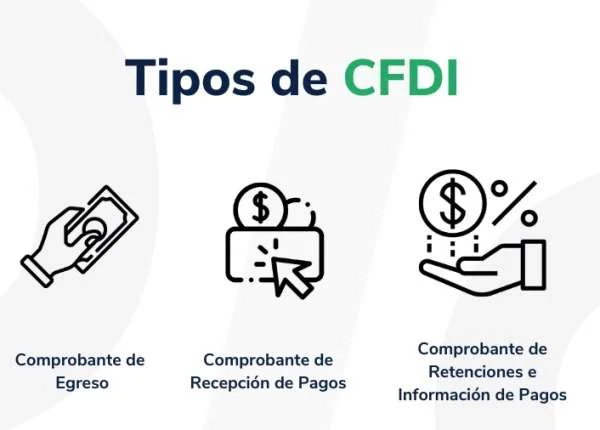 Tipos de CFDI
Comprobante de
Egreso
Comprobante de
Recepción de Pagos
Comprobante de
Retenciones e
Información de Pagos